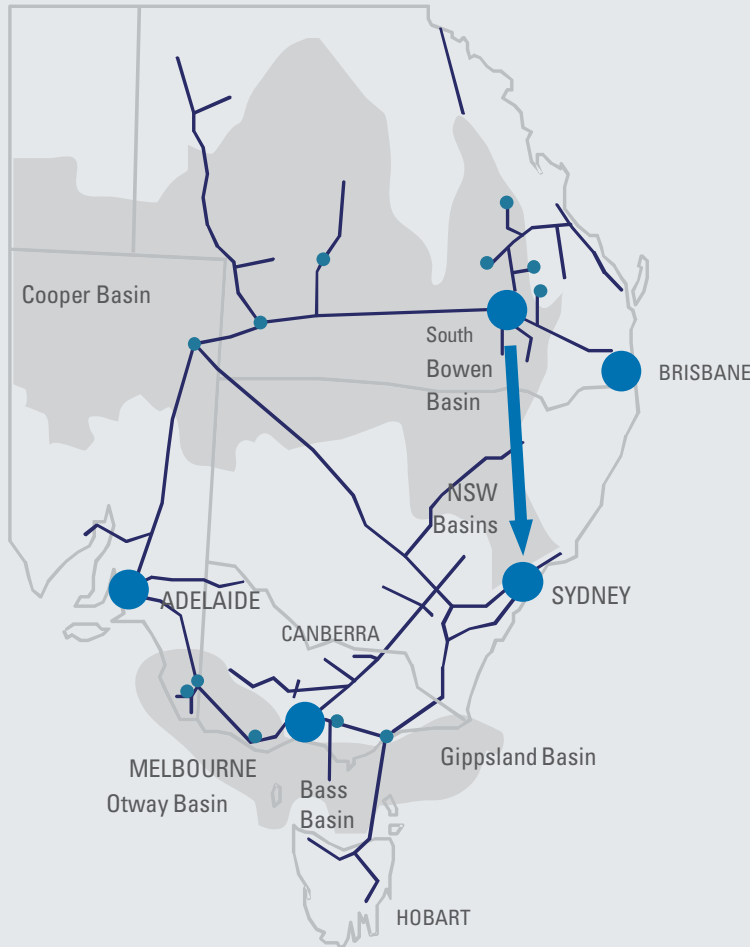 Cooper Basin
South
Bowen
Basin
BRISBANE
NSW
Basins
ADELAIDE
SYDNEY
CANBERRA
MELBOURNE
Otway Basin
Bass
Basin
Gippsland Basin
HOBART